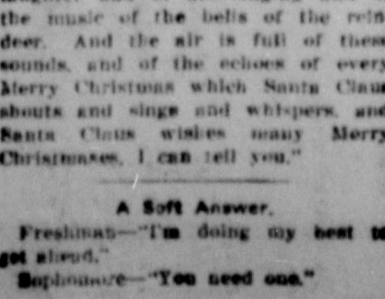 the music of the bells of the rein
deer. And the air is full of these
sounds, and of the echoes of every
Merry Christmas which Santa Claus
shouts and sings and whispers, and
Santa Claus wishes many Merry
Christmases, I can tell you."
A Soft Answer.
Freshman—"I'm doing my best to
get ahead."
Sophomore—"You need one."